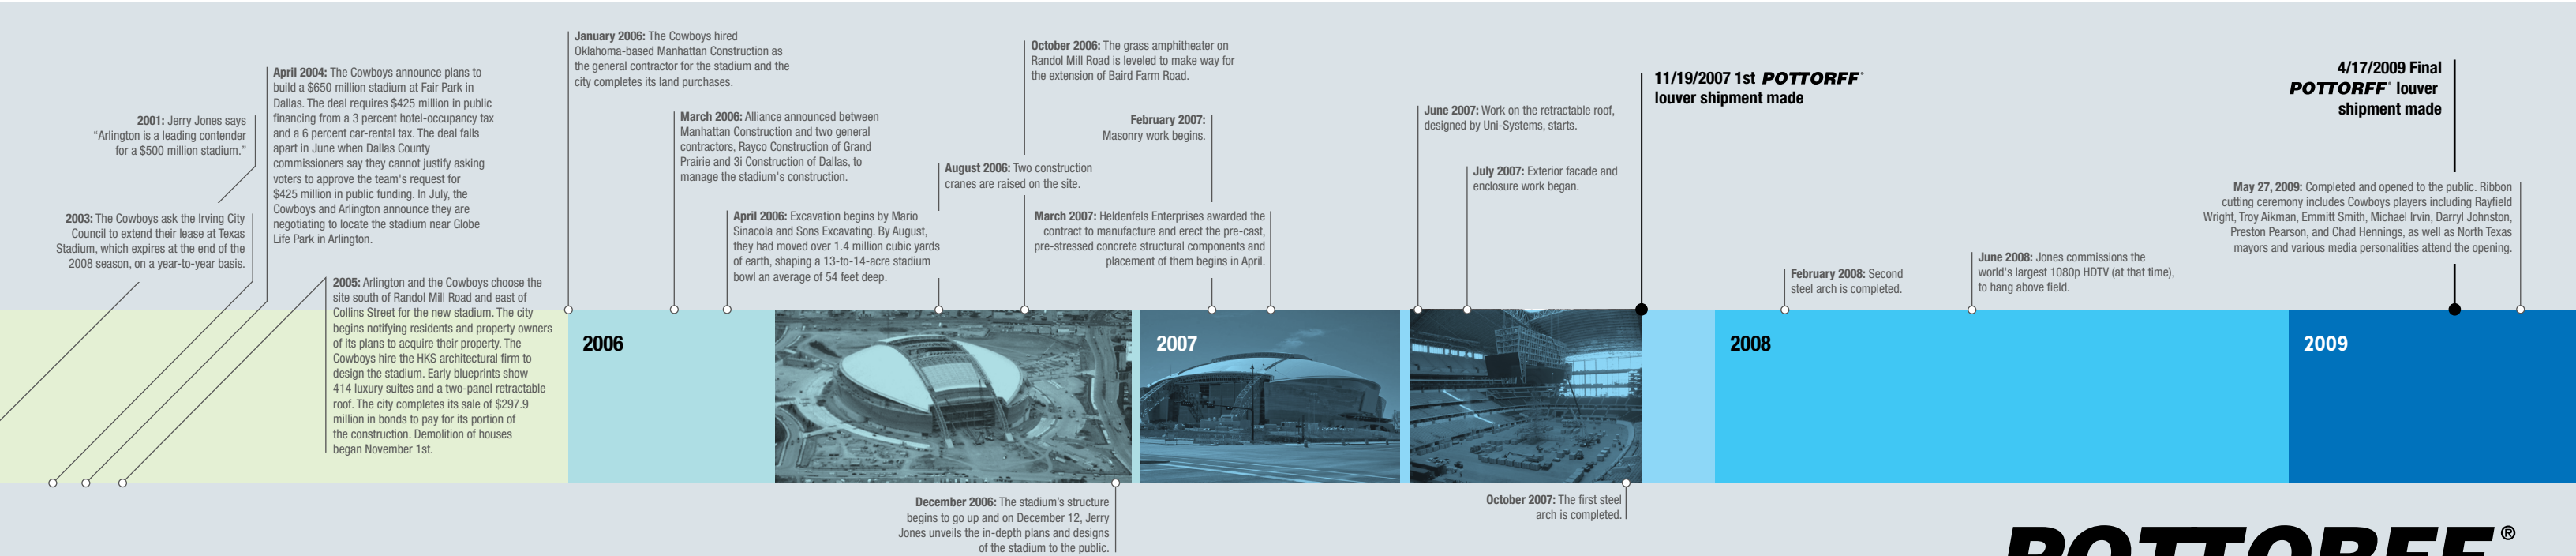 2001: Jerry Jones says
"Arlington is a leading contender
for a $500 million stadium."
2003: The Cowboys ask the Irving City
Council to extend their lease at Texas
Stadium, which expires at the end of the
2008 season, on a year-to-year basis.
April 2004: The Cowboys announce plans to
build a $650 million stadium at Fair Park in
Dallas. The deal requires $425 million in public
financing from a 3 percent hotel-occupancy tax
and a 6 percent car-rental tax. The deal falls
apart in June when Dallas County
commissioners say they cannot justify asking
voters to approve the team's request for
$425 million in public funding. In July, the
Cowboys and Arlington announce they are
negotiating to locate the stadium near Globe
Life Park in Arlington.
2005: Arlington and the Cowboys choose the
site south of Randol Mill Road and east of
Collins Street for the new stadium. The city
begins notifying residents and property owners
of its plans to acquire their property. The
Cowboys hire the HKS architectural firm to
design the stadium. Early blueprints show
414 luxury suites and a two-panel retractable
roof. The city completes its sale of $297.9
million in bonds to pay for its portion of
the construction. Demolition of houses
began November 1st.
January 2006: The Cowboys hired
Oklahoma-based Manhattan Construction as
the general contractor for the stadium and the
city completes its land purchases.
March 2006: Alliance announced between
Manhattan Construction and two general
contractors, Rayco Construction of Grand
Prairie and 3i Construction of Dallas, to
manage the stadium's construction.
April 2006: Excavation begins by Mario
Sinacola and Sons Excavating. By August,
they had moved over 1.4 million cubic yards
of earth, shaping a 13-to-14-acre stadium
bowl an average of 54 feet deep.
August 2006: Two construction
cranes are raised on the site.
October 2006: The grass amphitheater on
Randol Mill Road is leveled to make way for
the extension of Baird Farm Road.
February 2007:
Masonry work begins.
March 2007: Heldenfels Enterprises awarded the
contract to manufacture and erect the pre-cast,
pre-stressed concrete structural components and
placement of them begins in April.
June 2007: Work on the retractable roof,
designed by Uni-Systems, starts.
July 2007: Exterior facade and
enclosure work began.
11/19/2007 1st POTTORFF®
louver shipment made
February 2008: Second
steel arch is completed.
June 2008: Jones commissions the
world's largest 1080p HDTV (at that time),
to hang above field.
4/17/2009 Final
POTTORFF® louver
shipment made
May 27, 2009: Completed and opened to the public. Ribbon
cutting ceremony includes Cowboys players including Rayfield
Wright, Troy Aikman, Emmitt Smith, Michael Irvin, Darryl Johnston,
Preston Pearson, and Chad Hennings, as well as North Texas
mayors and various media personalities attend the opening.
2006
2007
2008
2009
December 2006: The stadium's structure
begins to go up and on December 12, Jerry
Jones unveils the in-depth plans and designs
of the stadium to the public.
October 2007: The first steel
arch is completed.
POTTORFF®